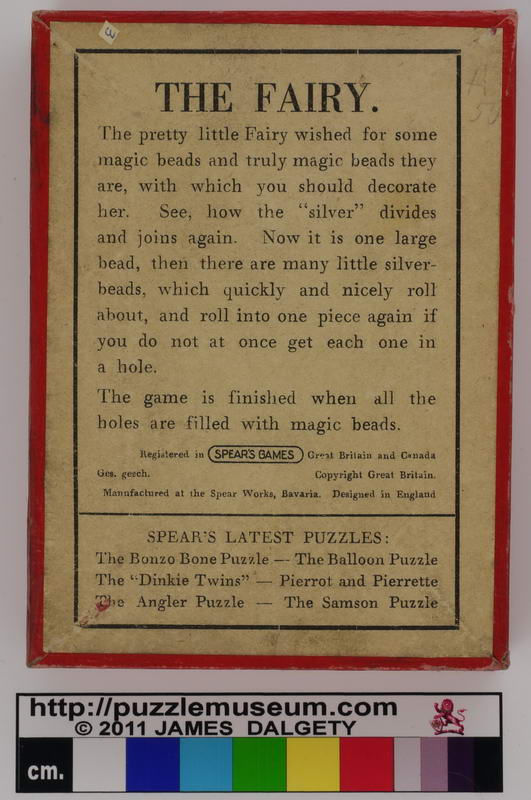 3
THE FAIRY.
The pretty little Fairy wished for some
magic beads and truly magic beads they
are, with which you should decorate
her. See, how the "silver" divides
and joins again. Now it is one large
bead, then there are many little silver-
beads, which quickly and nicely roll
about, and roll into one piece again if
you do not at once get each one in
a hole.
The game is finished when all the
holes are filled with magic beads.
Registered in SPEAR'S GAMES Great Britain and Canada
Ges. gesch. Copyright Great Britain.
Manufactured at the Spear Works, Bavaria. Designed in England
SPEAR'S LATEST PUZZLES:
The Bonzo Bone Puzzle — The Balloon Puzzle
The "Dinkie Twins" — Pierrot and Pierrette
The Angler Puzzle — The Samson Puzzle
http://puzzlemuseum.com
© 2011 JAMES DALGETY
cm.